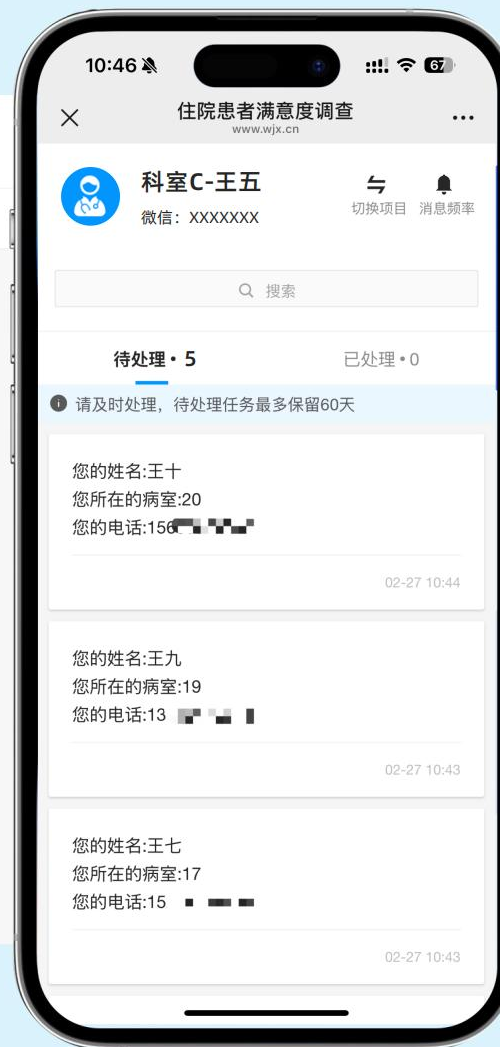 10:46
67
住院患者满意度调查
www.wjx.cn
科室C-王五
微信：XXXXXXX
切换项目
消息频率
搜索
待处理·5
已处理·0
请及时处理，待处理任务最多保留60天
您的姓名:王十
您所在的病室:20
您的电话:156
02-27 10:44
您的姓名:王九
您所在的病室:19
您的电话:13
02-27 10:43
您的姓名:王七
您所在的病室:17
您的电话:15
02-27 10:43